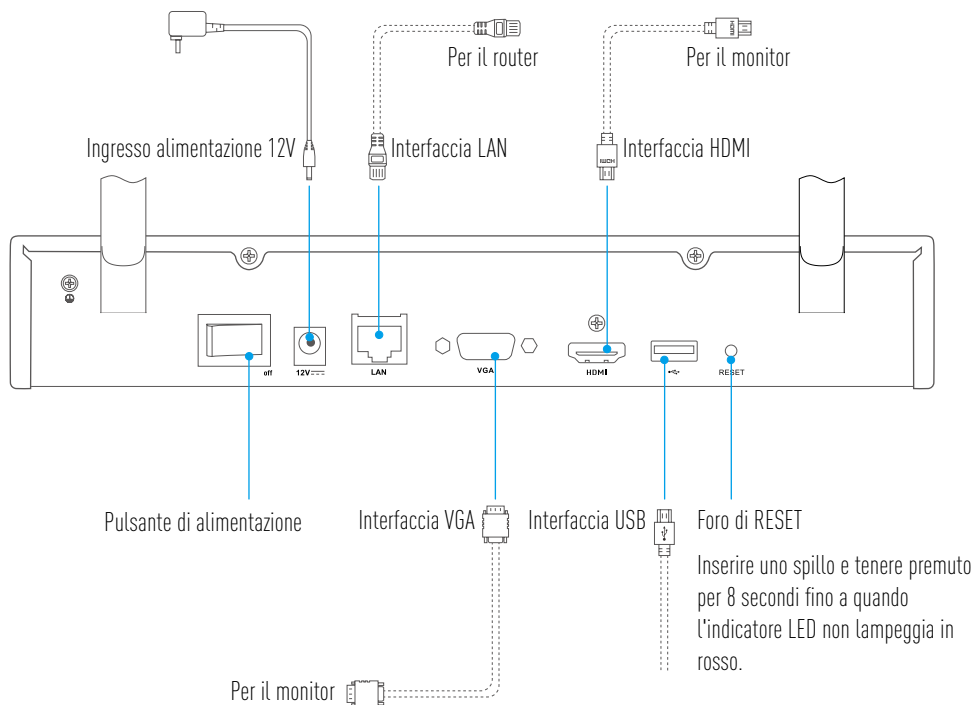 Per il router
Per il monitor
Ingresso alimentazione 12V
Interfaccia LAN
HDMI
Interfaccia HDMI
HDMI
off
12V
LAN
VGA
HDMI
RESET
Pulsante di alimentazione
Interfaccia VGA
Interfaccia USB
Foro di RESET
Inserire uno spillo e tenere premuto
per 8 secondi fino a quando
l'indicatore LED non lampeggia in
rosso.
Per il monitor